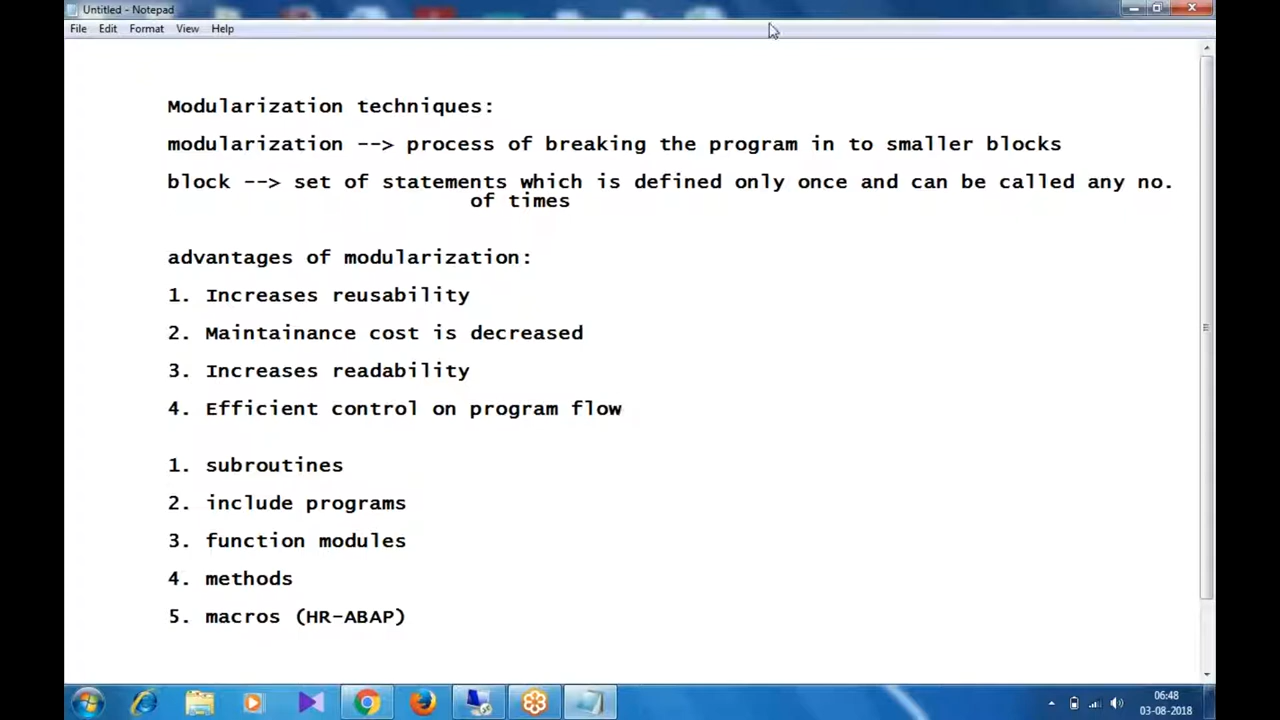 Untitled - Notepad
File Edit Format View Help
Modularization techniques:
modularization --> process of breaking the program in to smaller blocks
block --> set of statements which is defined only once and can be called any no.
of times
advantages of modularization:
1. Increases reusability
2. Maintainance cost is decreased
3. Increases readability
4. Efficient control on program flow
1. subroutines
2. include programs
3. function modules
4. methods
5. macros (HR-ABAP)
06:48
03-08-2018